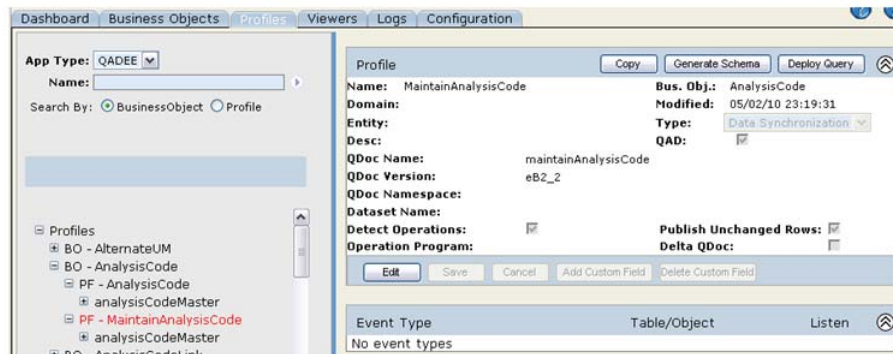 Dashboard Business Objects Profiles Viewers Logs Configuration
App Type: QADEE
Name:
Search By: BusinessObject Profile
Profiles
BO - AlternateUM
BO - AnalysisCode
PF - AnalysisCode
analysisCodeMaster
PF - MaintainAnalysisCode
analysisCodeMaster
BO - AnalysisCodeLink
Profile Copy Generate Schema Deploy Query
Name: MaintainAnalysisCode Bus. Obj.: AnalysisCode
Domain: Modified: 05/02/10 23:19:31
Entity: Type: Data Synchronization
Desc: QAD:
QDoc Name: maintainAnalysisCode
QDoc Version: eB2_2
QDoc Namespace:
Dataset Name:
Detect Operations: Publish Unchanged Rows:
Operation Program: Delta QDoc:
Edit Save Cancel Add Custom Field Delete Custom Field
Event Type Table/Object Listen
No event types